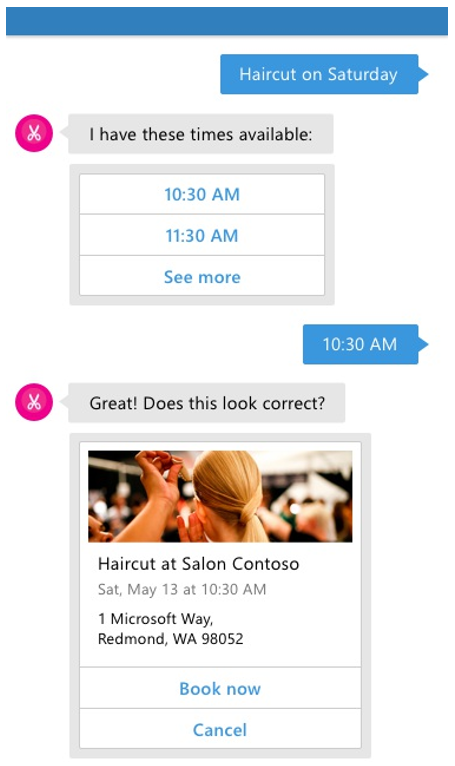 Haircut on Saturday
I have these times available:
10:30 AM
11:30 AM
See more
10:30 AM
Great! Does this look correct?
Haircut at Salon Contoso
Sat, May 13 at 10:30 AM
1 Microsoft Way,
Redmond, WA 98052
Book now
Cancel